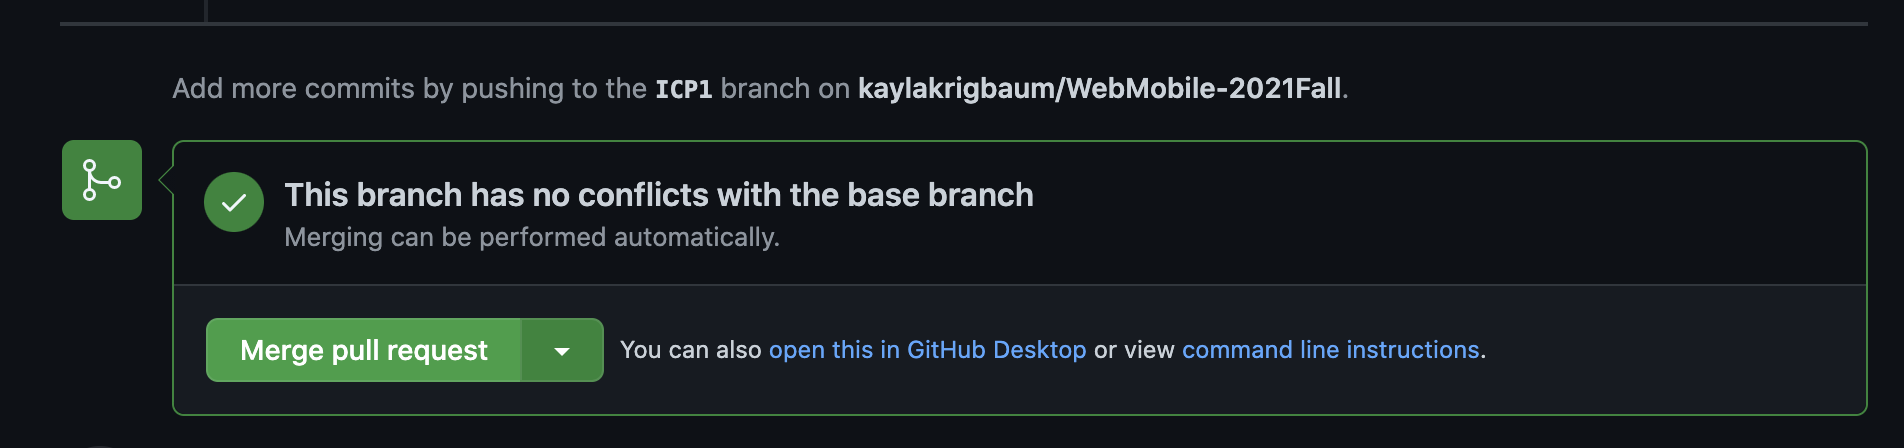 Add more commits by pushing to the ICP1 branch on kaylakrigbaum/WebMobile-2021Fall.
This branch has no conflicts with the base branch
Merging can be performed automatically.
Merge pull request You can also open this in GitHub Desktop or view command line instructions.